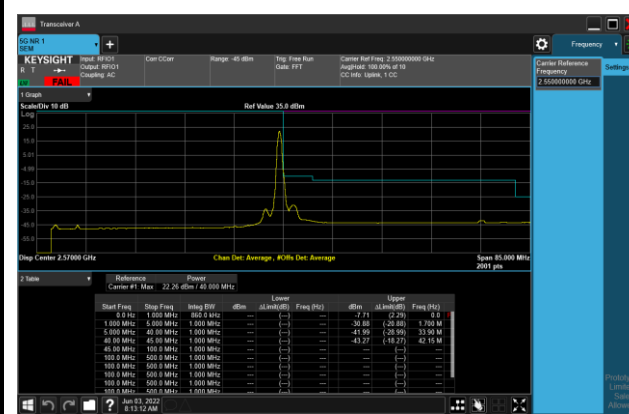 Transceiver A
5G NR 1
SEM
Frequency
KEYSIGHT
Input: RFIO1
Output: RFIO1
Coupling: AC
Corr CCorr
Range: -45 dBm
Trig: Free Run
Gate: FFT
Carrier Ref Freq: 2.550000000 GHz
Avg|Hold: 100.00% of 10
CC Info: Uplink, 1 CC
R T
FAIL
Carrier Reference
Frequency
2.550000000 GHz
Settings
1 Graph
Scale/Div 10 dB
Ref Value 35.0 dBm
Log
25.0
15.0
5.01
-4.99
-15.0
-25.0
-35.0
-45.0
-55.0
Disp Center 2.57000 GHz
Chan Det: Average , #Offs Det: Average
Span 85.000 MHz
2001 pts
2 Table
Reference Power
Carrier #1 Max 22.26 dBm / 40.000 MHz
Lower Upper
Start Freq Stop Freq Integ BW dBm ΔLimit(dB) Freq (Hz) dBm ΔLimit(dB) Freq (Hz)
0.0 Hz 1.000 MHz 860.0 kHz --- (---) --- -7.71 (2.29) 0.0
1.000 MHz 5.000 MHz 1.000 MHz --- (---) --- -30.88 (-20.88) 1.700 M
5.000 MHz 40.00 MHz 1.000 MHz --- (---) --- -41.99 (-28.99) 33.90 M
40.00 MHz 45.00 MHz 1.000 MHz --- (---) --- -43.27 (-18.27) 42.15 M
45.00 MHz 100.0 MHz 1.000 MHz --- (---) --- --- (---) ---
100.0 MHz 500.0 MHz 1.000 MHz --- (---) --- --- (---) ---
100.0 MHz 500.0 MHz 1.000 MHz --- (---) --- --- (---) ---
100.0 MHz 500.0 MHz 1.000 MHz --- (---) --- --- (---) ---
100.0 MHz 500.0 MHz 1.000 MHz --- (---) --- --- (---) ---
Jun 03, 2022
8:13:12 AM